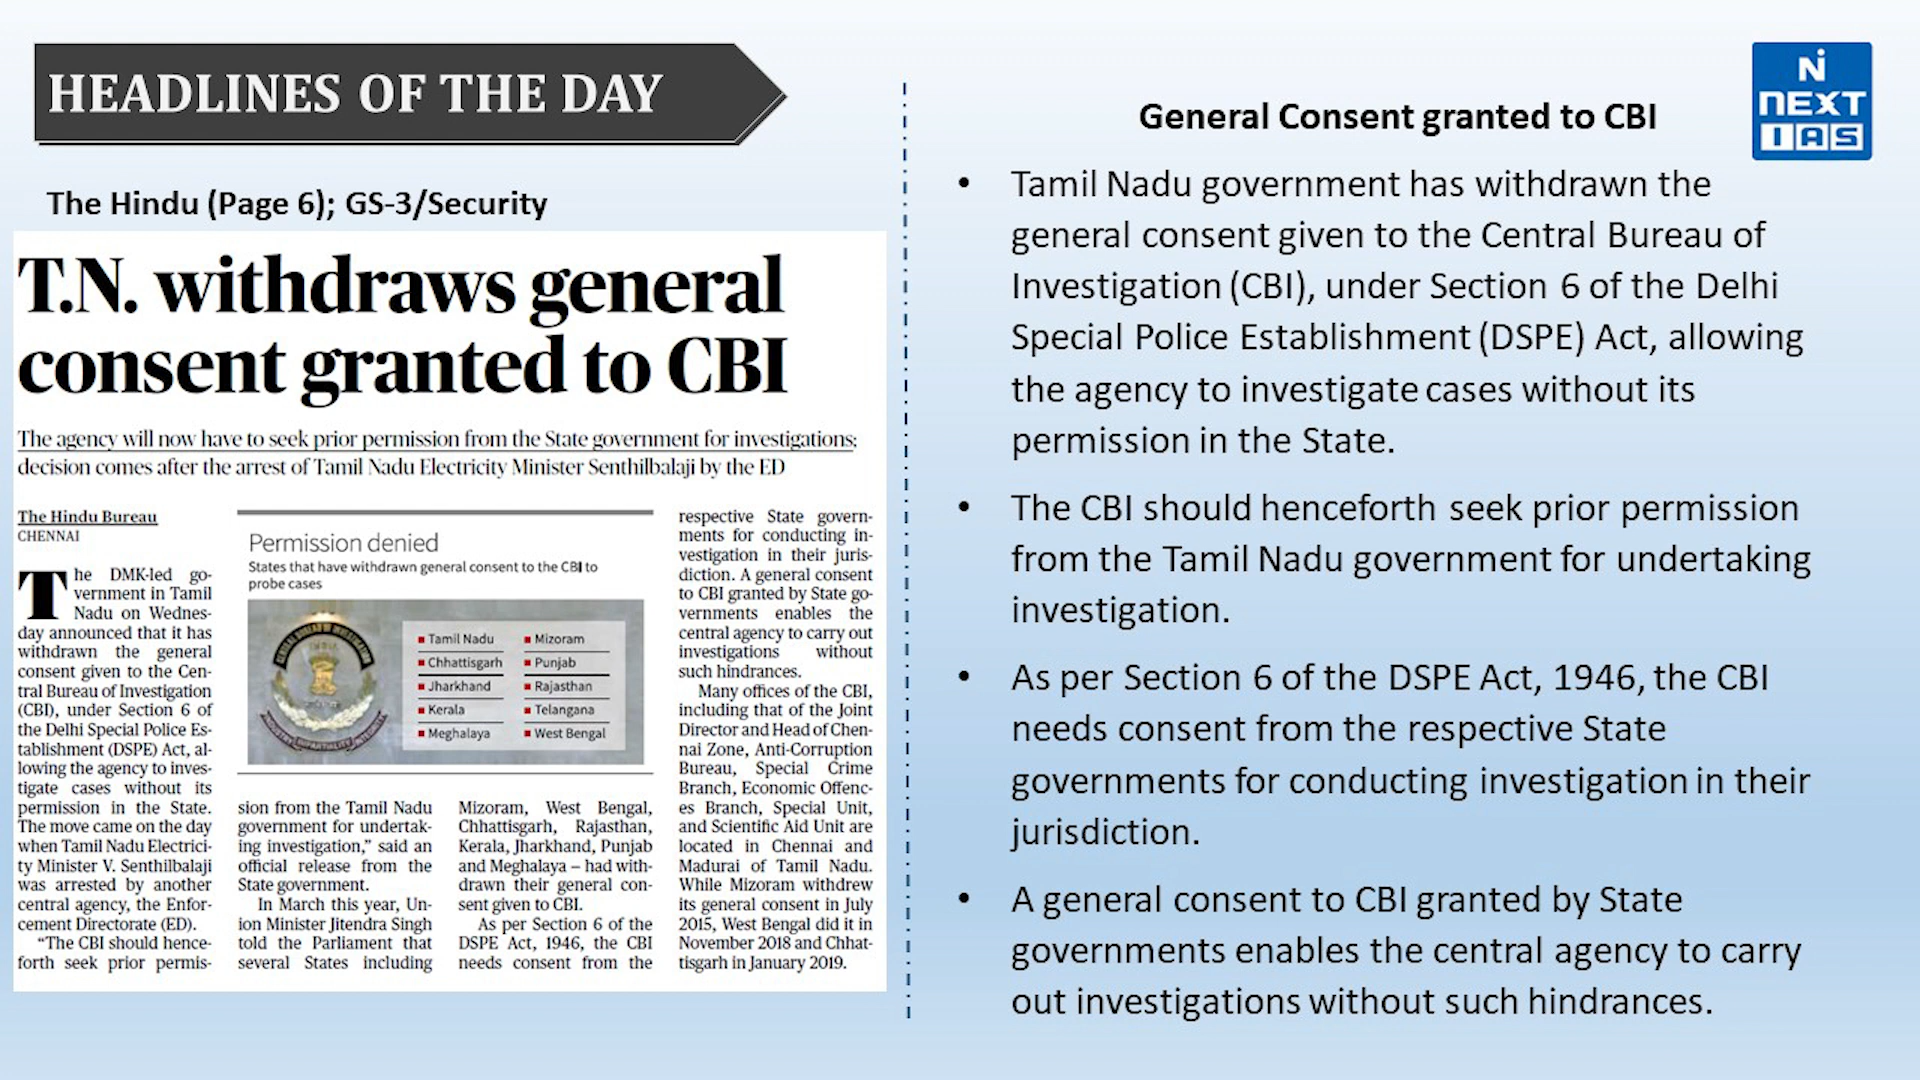 HEADLINES OF THE DAY
The Hindu (Page 6); GS-3/Security
T.N. withdraws general
consent granted to CBI
The agency will now have to seek prior permission from the State government for investigations;
decision comes after the arrest of Tamil Nadu Electricity Minister Senthilbalaji by the ED
The Hindu Bureau
CHENNAI
The DMK-led go-
vernment in Tamil
Nadu on Wednes-
day announced that it has
withdrawn the general
consent given to the Cen-
tral Bureau of Investigation
(CBI), under Section 6 of
the Delhi Special Police Es-
tablishment (DSPE) Act, al-
lowing the agency to inves-
tigate cases without its
permission in the State.
The move came on the day
when Tamil Nadu Electrici-
ty Minister V. Senthilbalaji
was arrested by another
central agency, the Enfor-
cement Directorate (ED).
“The CBI should hence-
forth seek prior permis-
Permission denied
States that have withdrawn general consent to the CBI to
probe cases
CENTRAL BUREAU OF INVESTIGATION
INDIA
INDUSTRY IMPARTIALITY INTEGRITY
Tamil Nadu
Chhattisgarh
Jharkhand
Kerala
Meghalaya
Mizoram
Punjab
Rajasthan
Telangana
West Bengal
sion from the Tamil Nadu
government for undertak-
ing investigation,” said an
official release from the
State government.
In March this year, Un-
ion Minister Jitendra Singh
told the Parliament that
several States including
Mizoram, West Bengal,
Chhattisgarh, Rajasthan,
Kerala, Jharkhand, Punjab
and Meghalaya – had with-
drawn their general con-
sent given to CBI.
As per Section 6 of the
DSPE Act, 1946, the CBI
needs consent from the
respective State govern-
ments for conducting in-
vestigation in their juris-
diction. A general consent
to CBI granted by State go-
vernments enables the
central agency to carry out
investigations without
such hindrances.
Many offices of the CBI,
including that of the Joint
Director and Head of Chen-
nai Zone, Anti-Corruption
Bureau, Special Crime
Branch, Economic Offenc-
es Branch, Special Unit,
and Scientific Aid Unit are
located in Chennai and
Madurai of Tamil Nadu.
While Mizoram withdrew
its general consent in July
2015, West Bengal did it in
November 2018 and Chhat-
tisgarh in January 2019.
General Consent granted to CBI
N
NEXT
IAS
• Tamil Nadu government has withdrawn the
general consent given to the Central Bureau of
Investigation (CBI), under Section 6 of the Delhi
Special Police Establishment (DSPE) Act, allowing
the agency to investigate cases without its
permission in the State.
• The CBI should henceforth seek prior permission
from the Tamil Nadu government for undertaking
investigation.
• As per Section 6 of the DSPE Act, 1946, the CBI
needs consent from the respective State
governments for conducting investigation in their
jurisdiction.
• A general consent to CBI granted by State
governments enables the central agency to carry
out investigations without such hindrances.